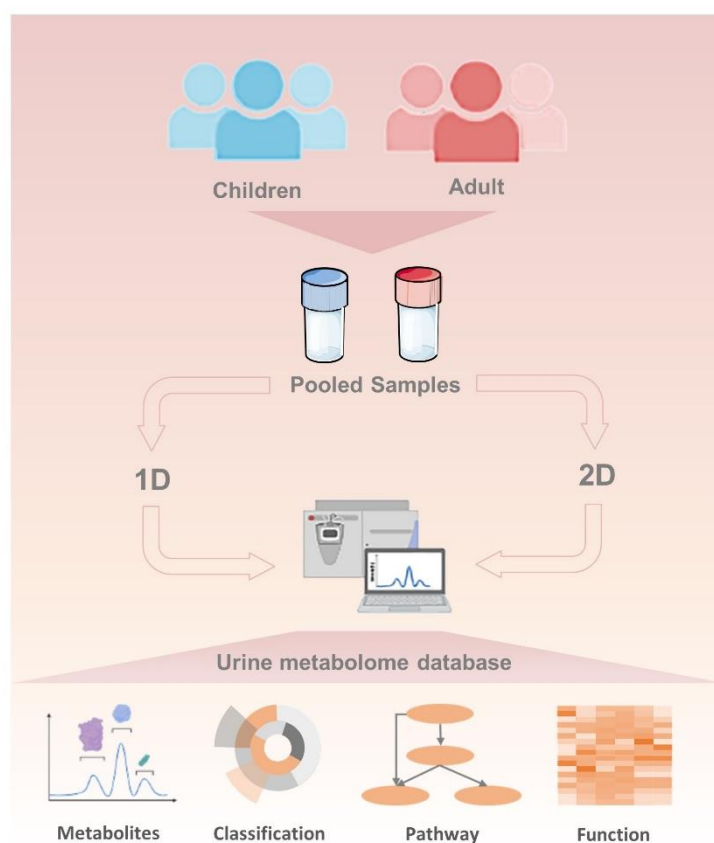 Children
Adult
Pooled Samples
1D
2D
Urine metabolome database
Metabolites
Classification
Pathway
Function